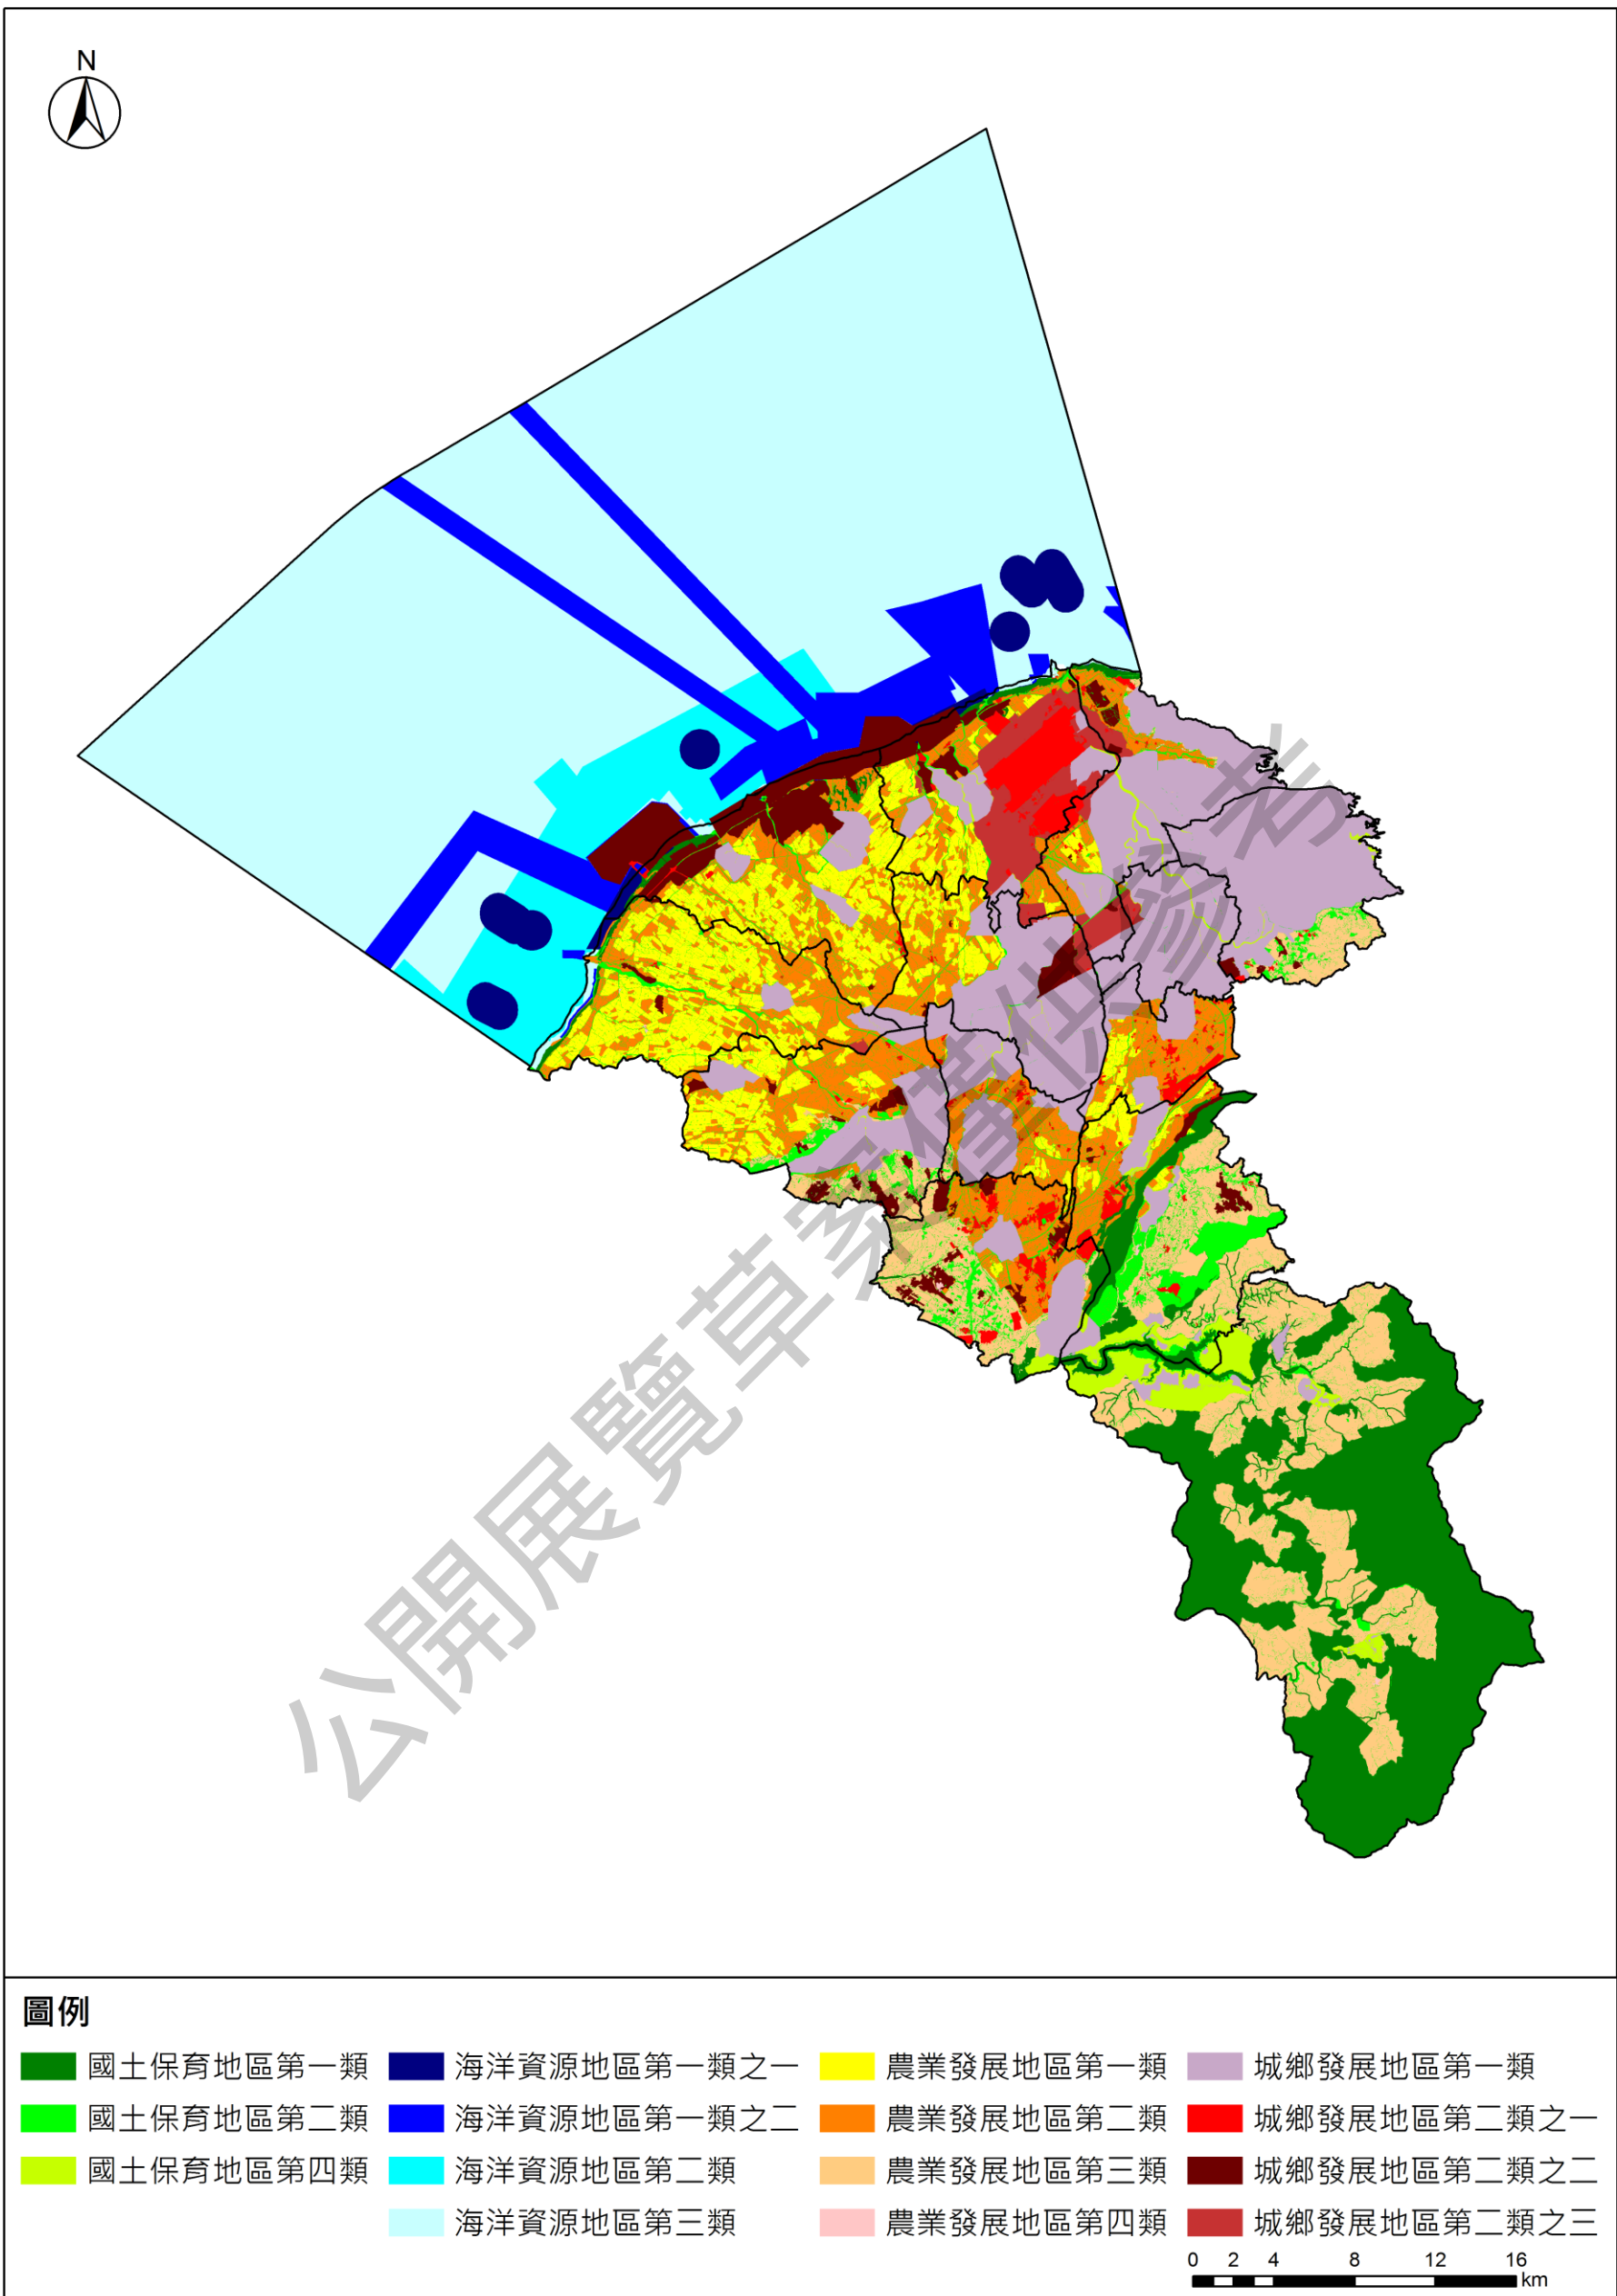 N
公開展覽草案僅供參考
圖例
國土保育地區第一類
國土保育地區第二類
國土保育地區第四類
海洋資源地區第一類之一
海洋資源地區第一類之二
海洋資源地區第二類
海洋資源地區第三類
農業發展地區第一類
農業發展地區第二類
農業發展地區第三類
農業發展地區第四類
城鄉發展地區第一類
城鄉發展地區第二類之一
城鄉發展地區第二類之二
城鄉發展地區第二類之三
0 2 4 8 12 16
km